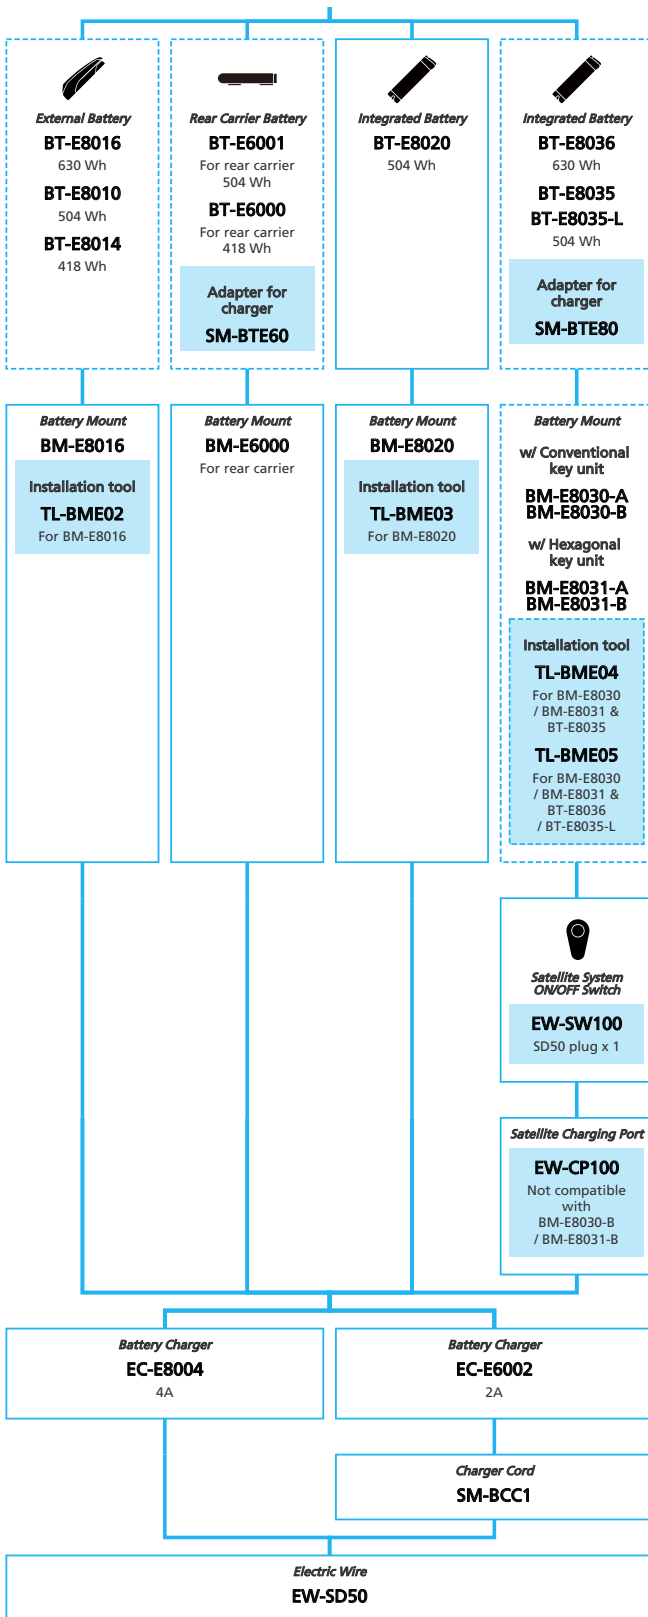 External Battery
BT-E8016
630 Wh
BT-E8010
504 Wh
BT-E8014
418 Wh
Rear Carrier Battery
BT-E6001
For rear carrier
504 Wh
BT-E6000
For rear carrier
418 Wh
Adapter for
charger
SM-BTE60
Integrated Battery
BT-E8020
504 Wh
Integrated Battery
BT-E8036
630 Wh
BT-E8035
BT-E8035-L
504 Wh
Adapter for
charger
SM-BTE80
Battery Mount
BM-E8016
Installation tool
TL-BME02
For BM-E8016
Battery Mount
BM-E6000
For rear carrier
Battery Mount
BM-E8020
Installation tool
TL-BME03
For BM-E8020
Battery Mount
w/ Conventional
key unit
BM-E8030-A
BM-E8030-B
w/ Hexagonal
key unit
BM-E8031-A
BM-E8031-B
Installation tool
TL-BME04
For BM-E8030
/ BM-E8031 &
BT-E8035
TL-BME05
For BM-E8030
/ BM-E8031 &
BT-E8036
/ BT-E8035-L
Satellite System
ON/OFF Switch
EW-SW100
SD50 plug x 1
Satellite Charging Port
EW-CP100
Not compatible
with
BM-E8030-B
/ BM-E8031-B
Battery Charger
EC-E8004
4A
Battery Charger
EC-E6002
2A
Charger Cord
SM-BCC1
Electric Wire
EW-SD50